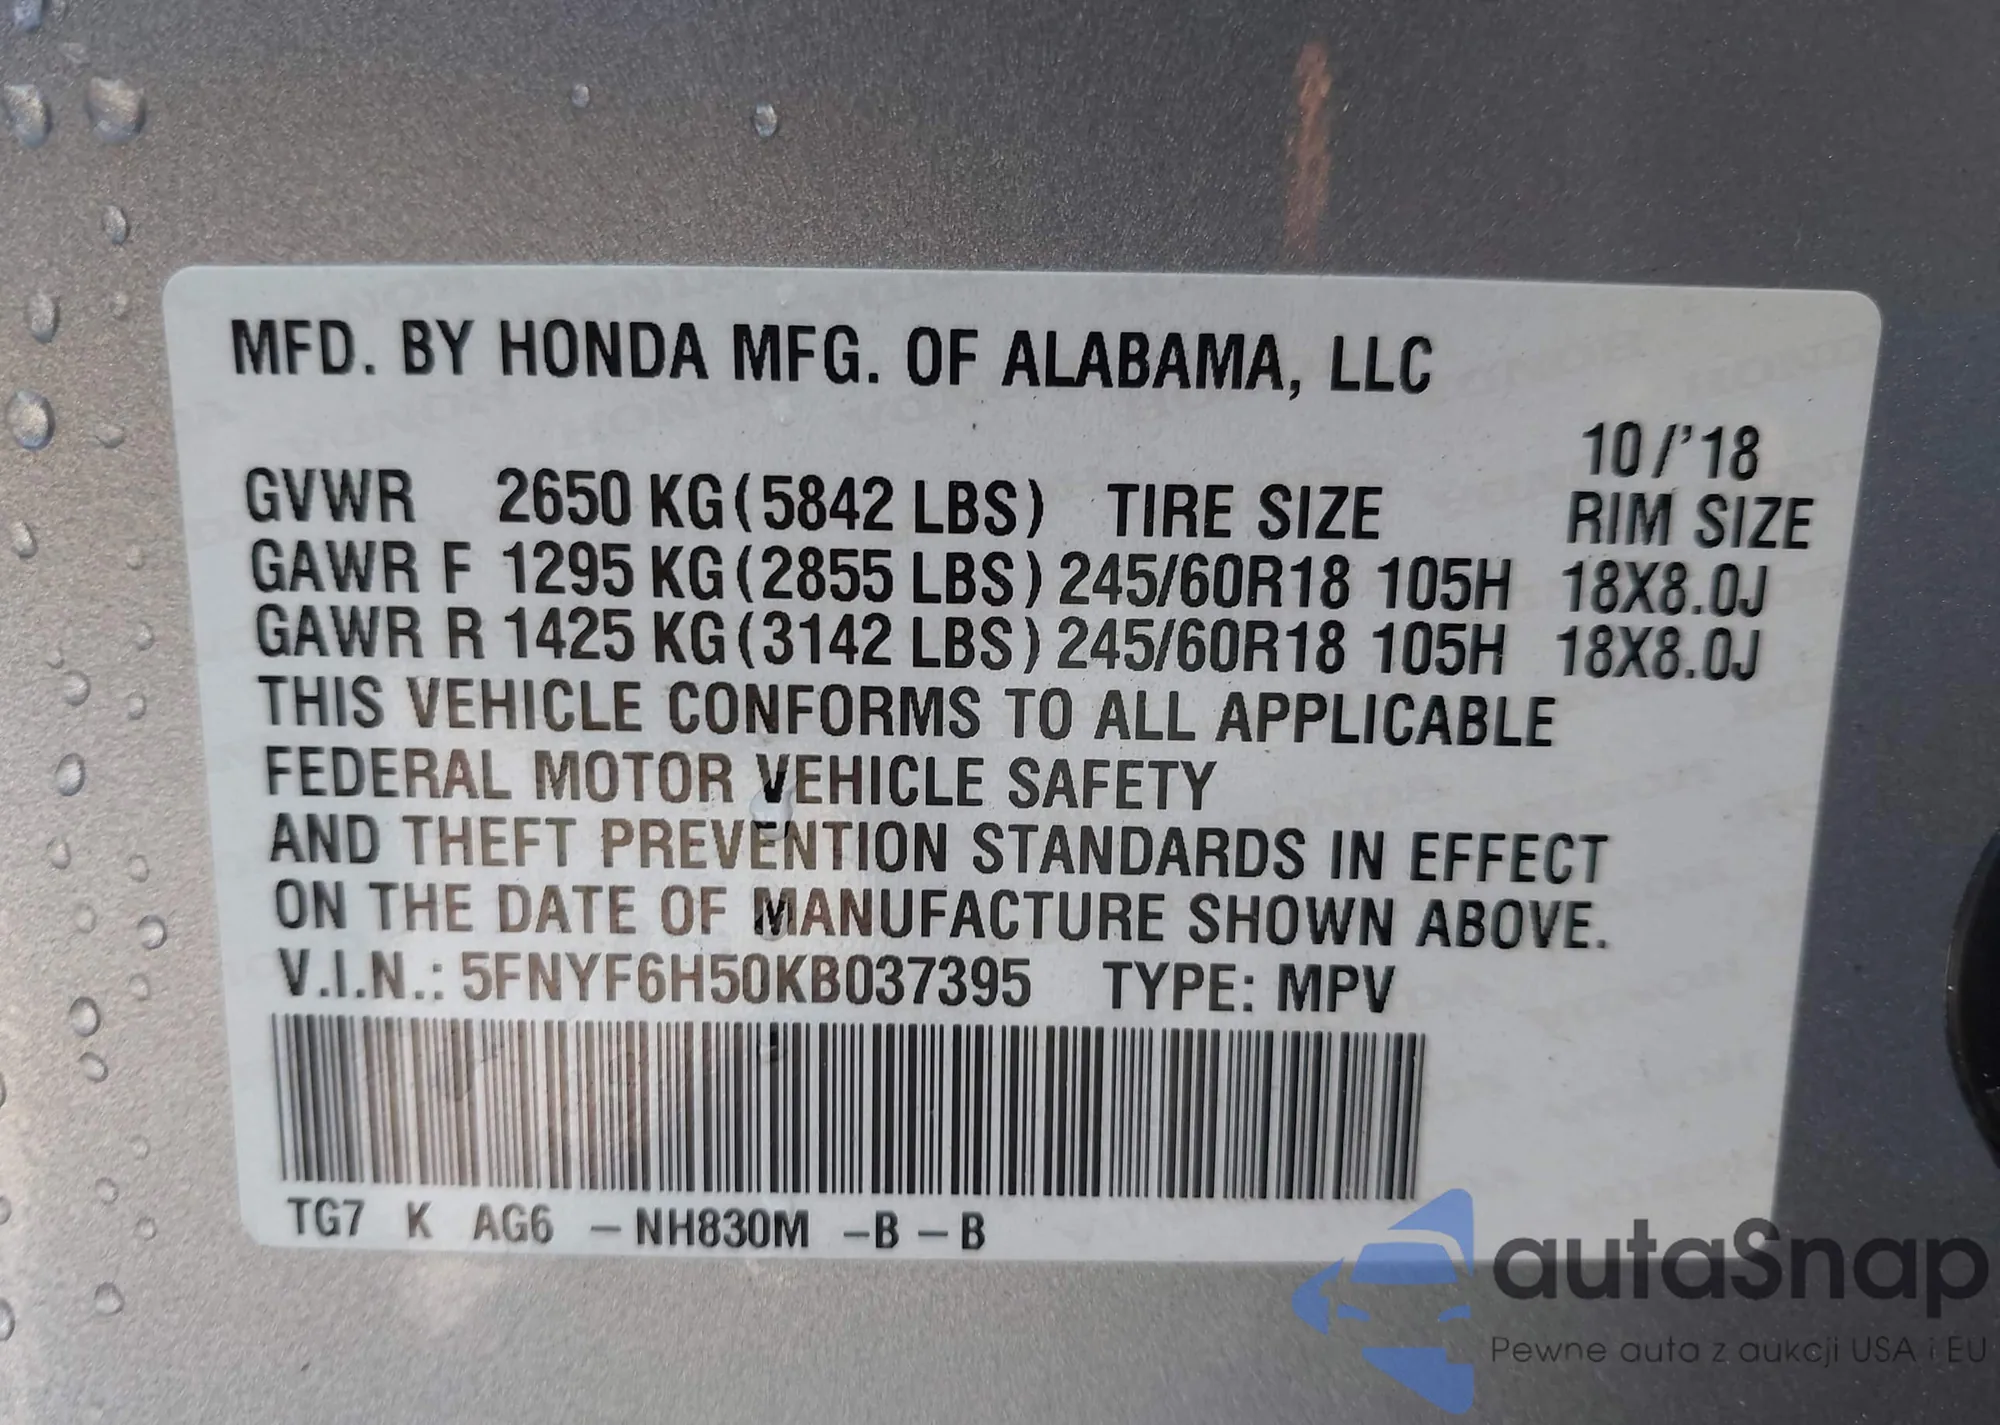 MFD. BY HONDA MFG. OF ALABAMA, LLC
10/'18
GVWR 2650 KG(5842 LBS) TIRE SIZE RIM SIZE
GAWR F 1295 KG(2855 LBS) 245/60R18 105H 18X8.0J
GAWR R 1425 KG(3142 LBS) 245/60R18 105H 18X8.0J
THIS VEHICLE CONFORMS TO ALL APPLICABLE
FEDERAL MOTOR VEHICLE SAFETY
AND THEFT PREVENTION STANDARDS IN EFFECT
ON THE DATE OF MANUFACTURE SHOWN ABOVE.
V.I.N.: 5FNYF6H50KB037395 TYPE: MPV
TG7 K AG6 –NH830M –B –B
autaSnap
Pewne auta z aukcji USA i EU